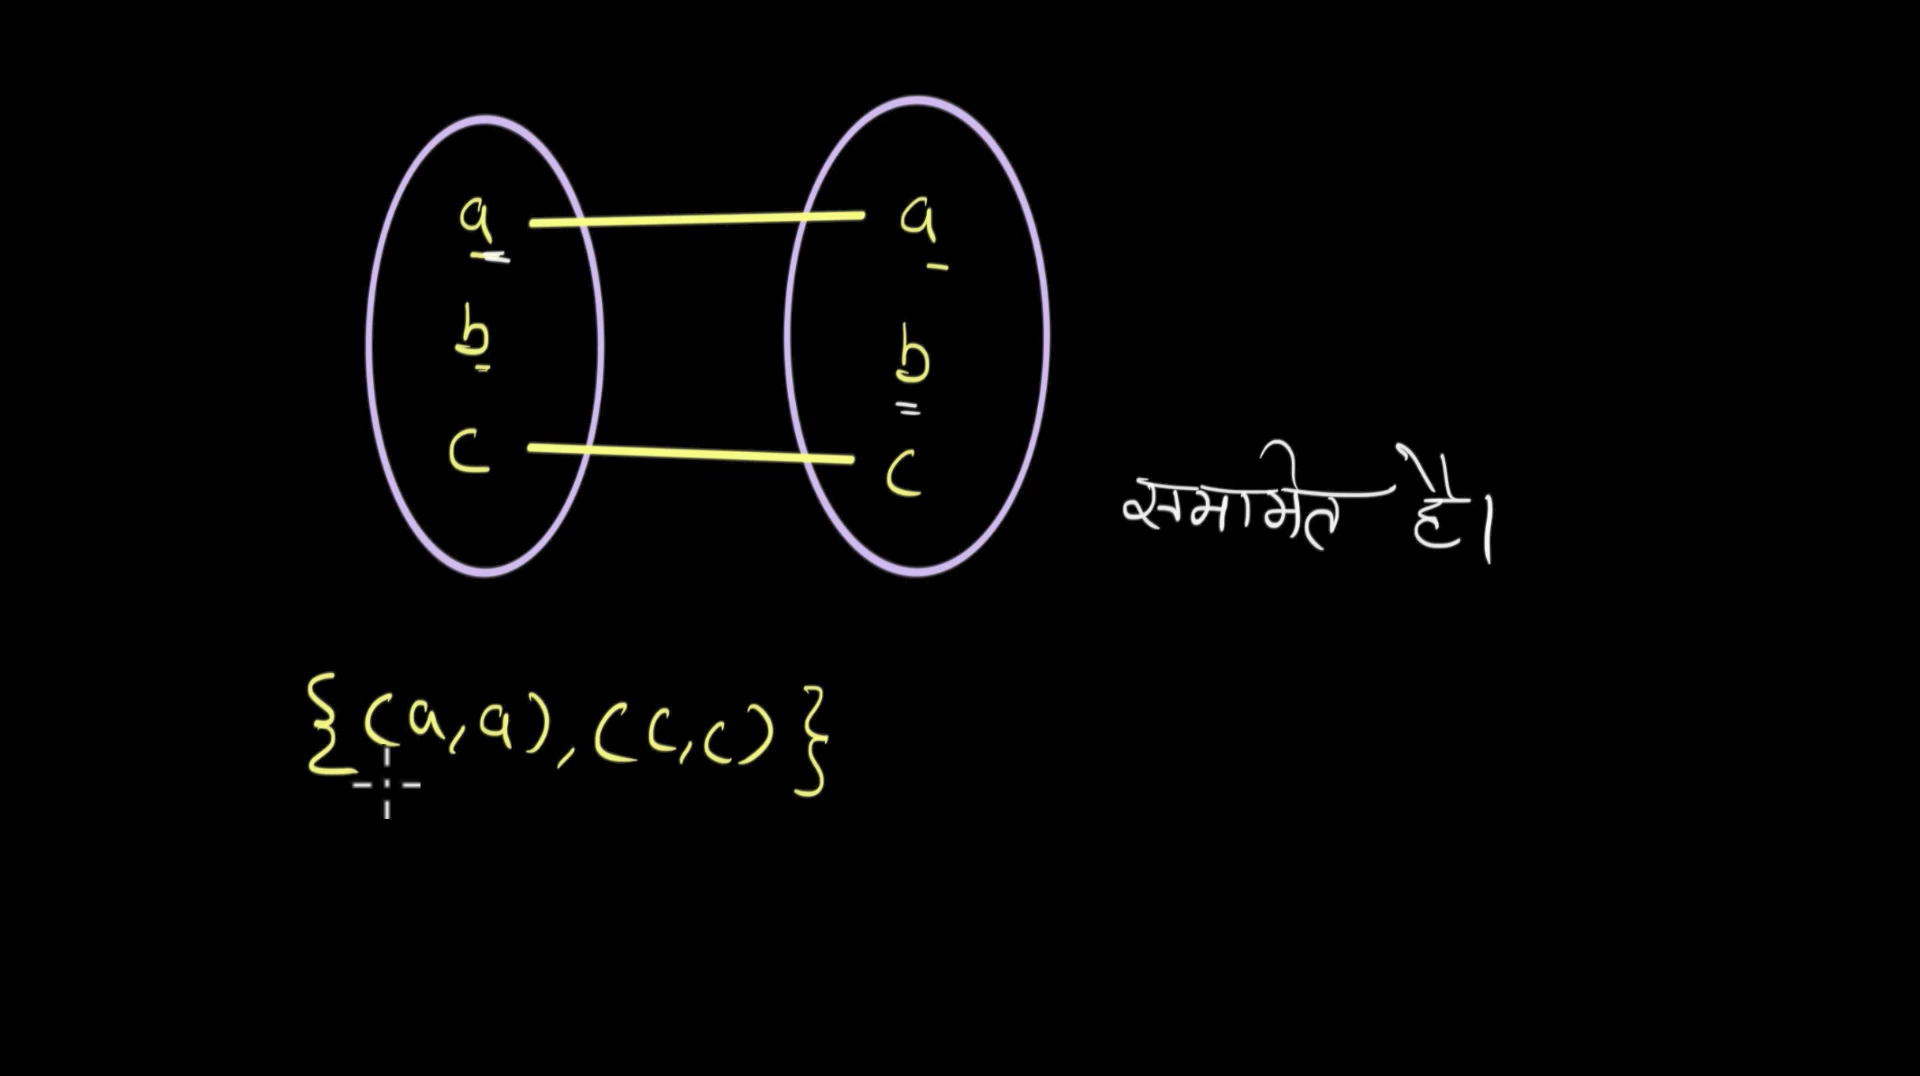 a a
b b
c c
सममित है।
{(a,a),(c,c)}